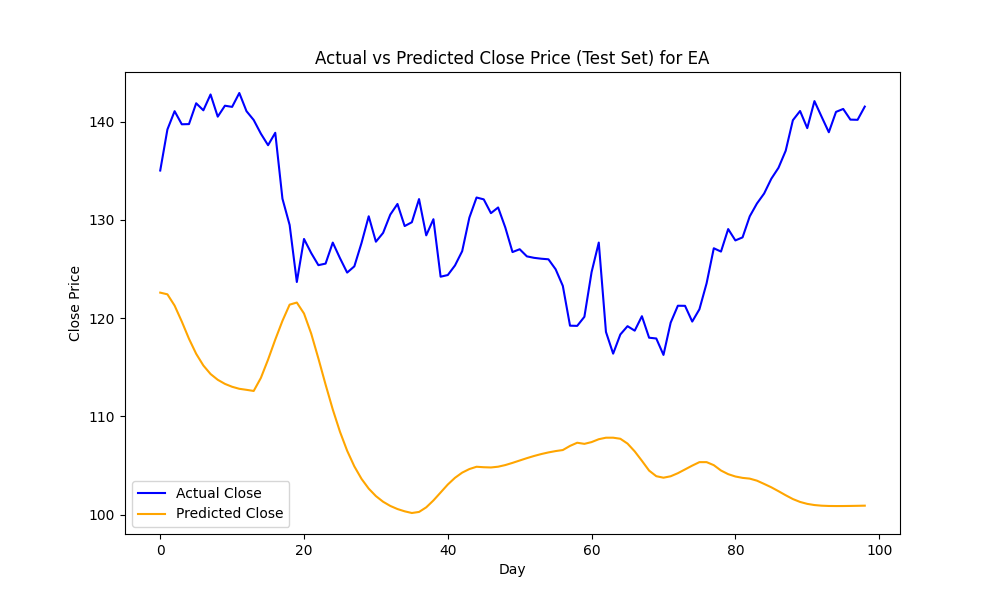 Actual vs Predicted Close Price (Test Set) for EA
Close Price
140
130
120
110
100
Actual Close
Predicted Close
0 20 40 60 80 100
Day